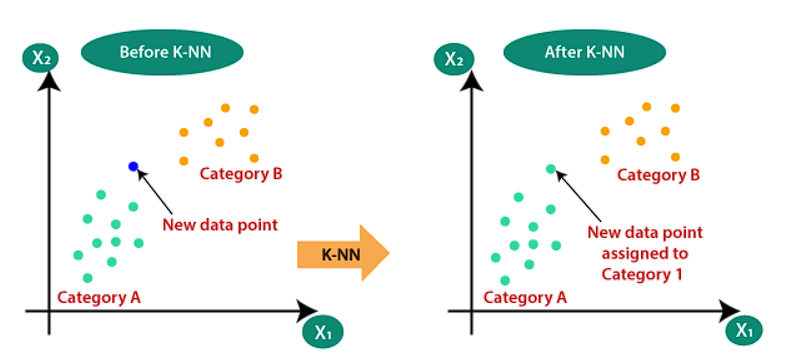 Before K-NN
X₂
Category B
New data point
Category A
X₁
K-NN
After K-NN
X₂
Category B
New data point
assigned to
Category 1
Category A
X₁